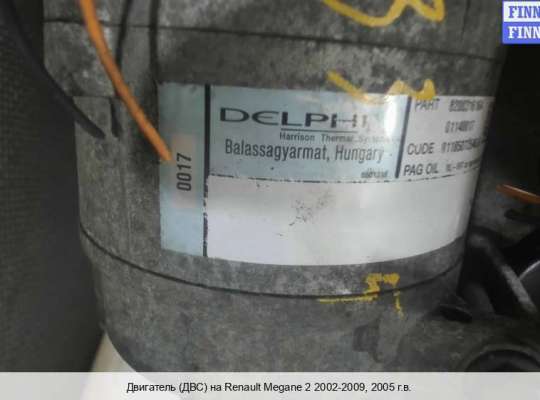 FINN
FINN
DELPHI
Harrison Thermal Systems
Balassagyarmat, Hungary
0017
PART
01140017
CODE
PAG OIL
Двигатель (ДВС) на Renault Megane 2 2002-2009, 2005 г.в.